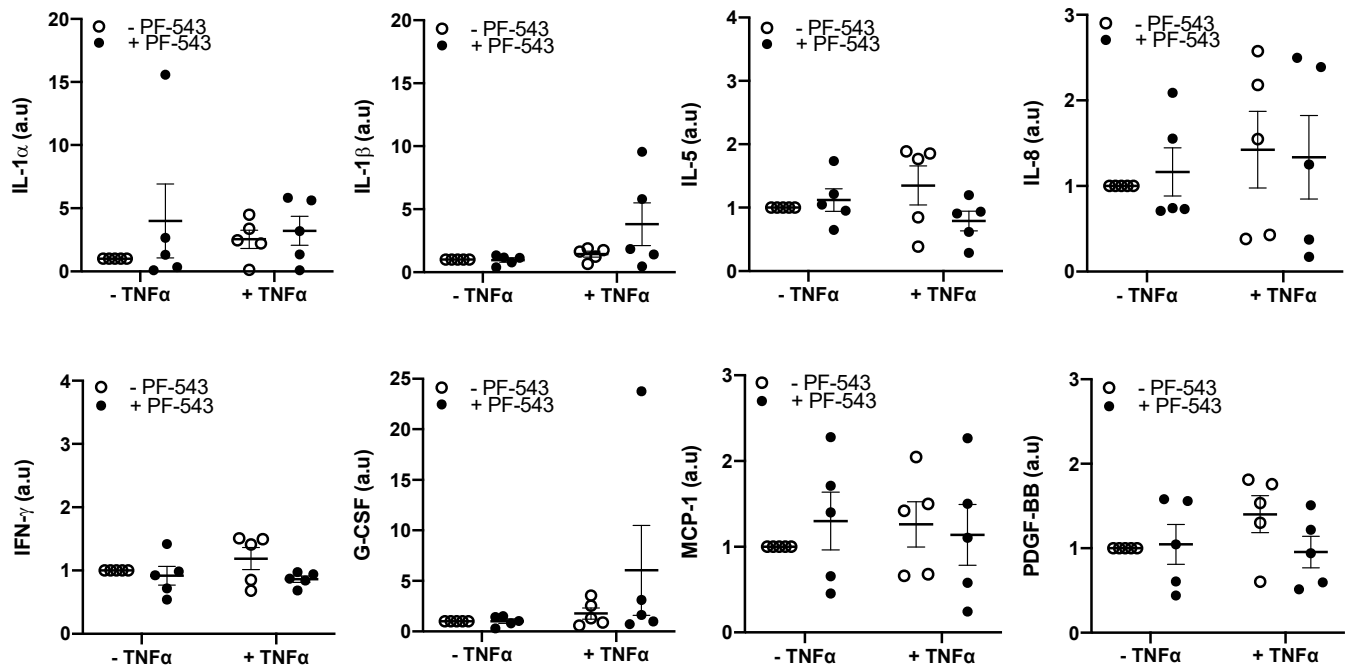 IL-1α (a.u)
20
15
10
5
0
- PF-543
+ PF-543
- TNFα
+ TNFα
IL-1β (a.u)
20
15
10
5
0
- PF-543
+ PF-543
- TNFα
+ TNFα
IL-5 (a.u)
4
3
2
1
0
- PF-543
+ PF-543
- TNFα
+ TNFα
IL-8 (a.u)
3
2
1
0
- PF-543
+ PF-543
- TNFα
+ TNFα
IFN-γ (a.u)
4
3
2
1
0
- PF-543
+ PF-543
- TNFα
+ TNFα
G-CSF (a.u)
25
20
15
10
5
0
- PF-543
+ PF-543
- TNFα
+ TNFα
MCP-1 (a.u)
3
2
1
0
- PF-543
+ PF-543
- TNFα
+ TNFα
PDGF-BB (a.u)
3
2
1
0
- PF-543
+ PF-543
- TNFα
+ TNFα